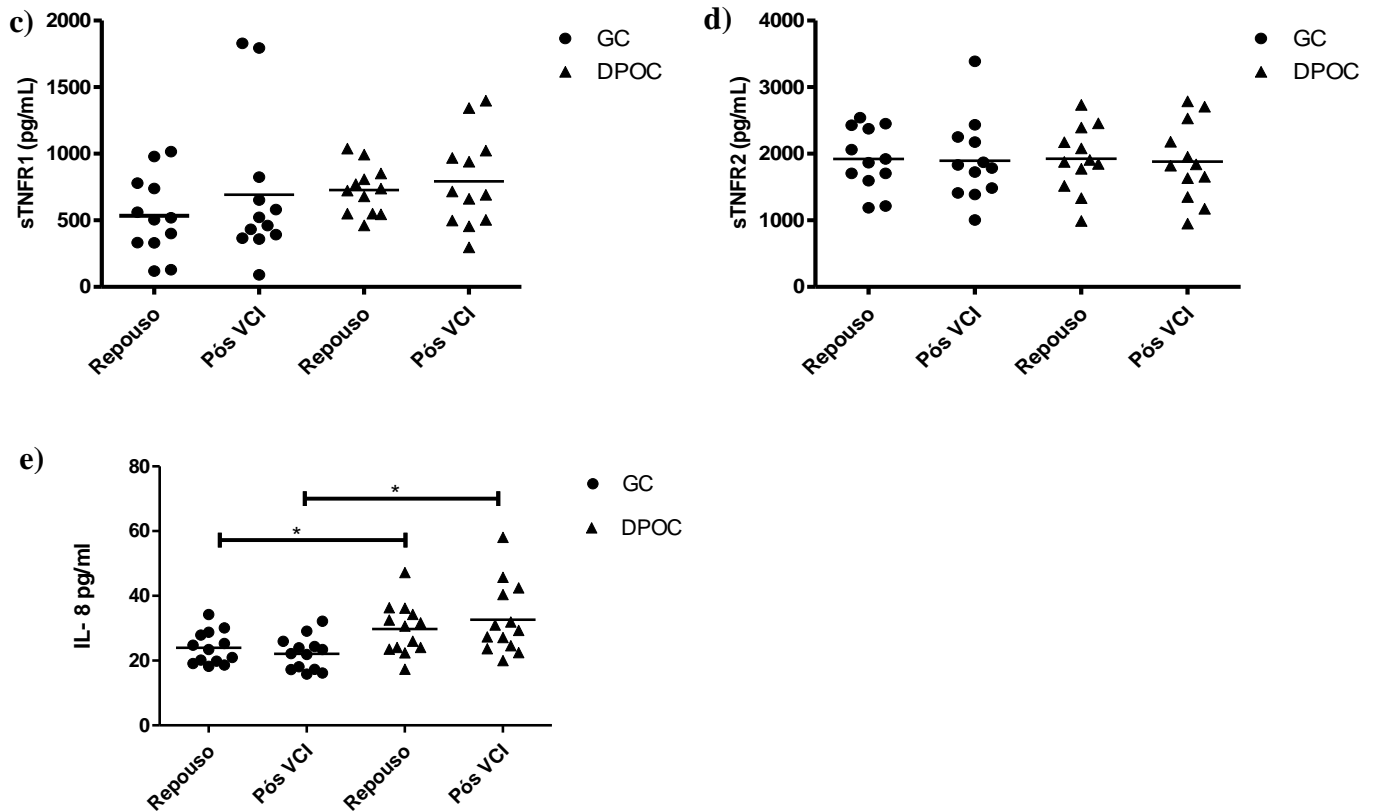 c)
sTNFR1 (pg/mL)
2000
1500
1000
500
0
Repouso
Pós VCI
Repouso
Pós VCI
GC
DPOC
d)
sTNFR2 (pg/mL)
4000
3000
2000
1000
0
Repouso
Pós VCI
Repouso
Pós VCI
GC
DPOC
e)
IL- 8 pg/ml
80
60
40
20
0
*
*
Repouso
Pós VCI
Repouso
Pós VCI
GC
DPOC